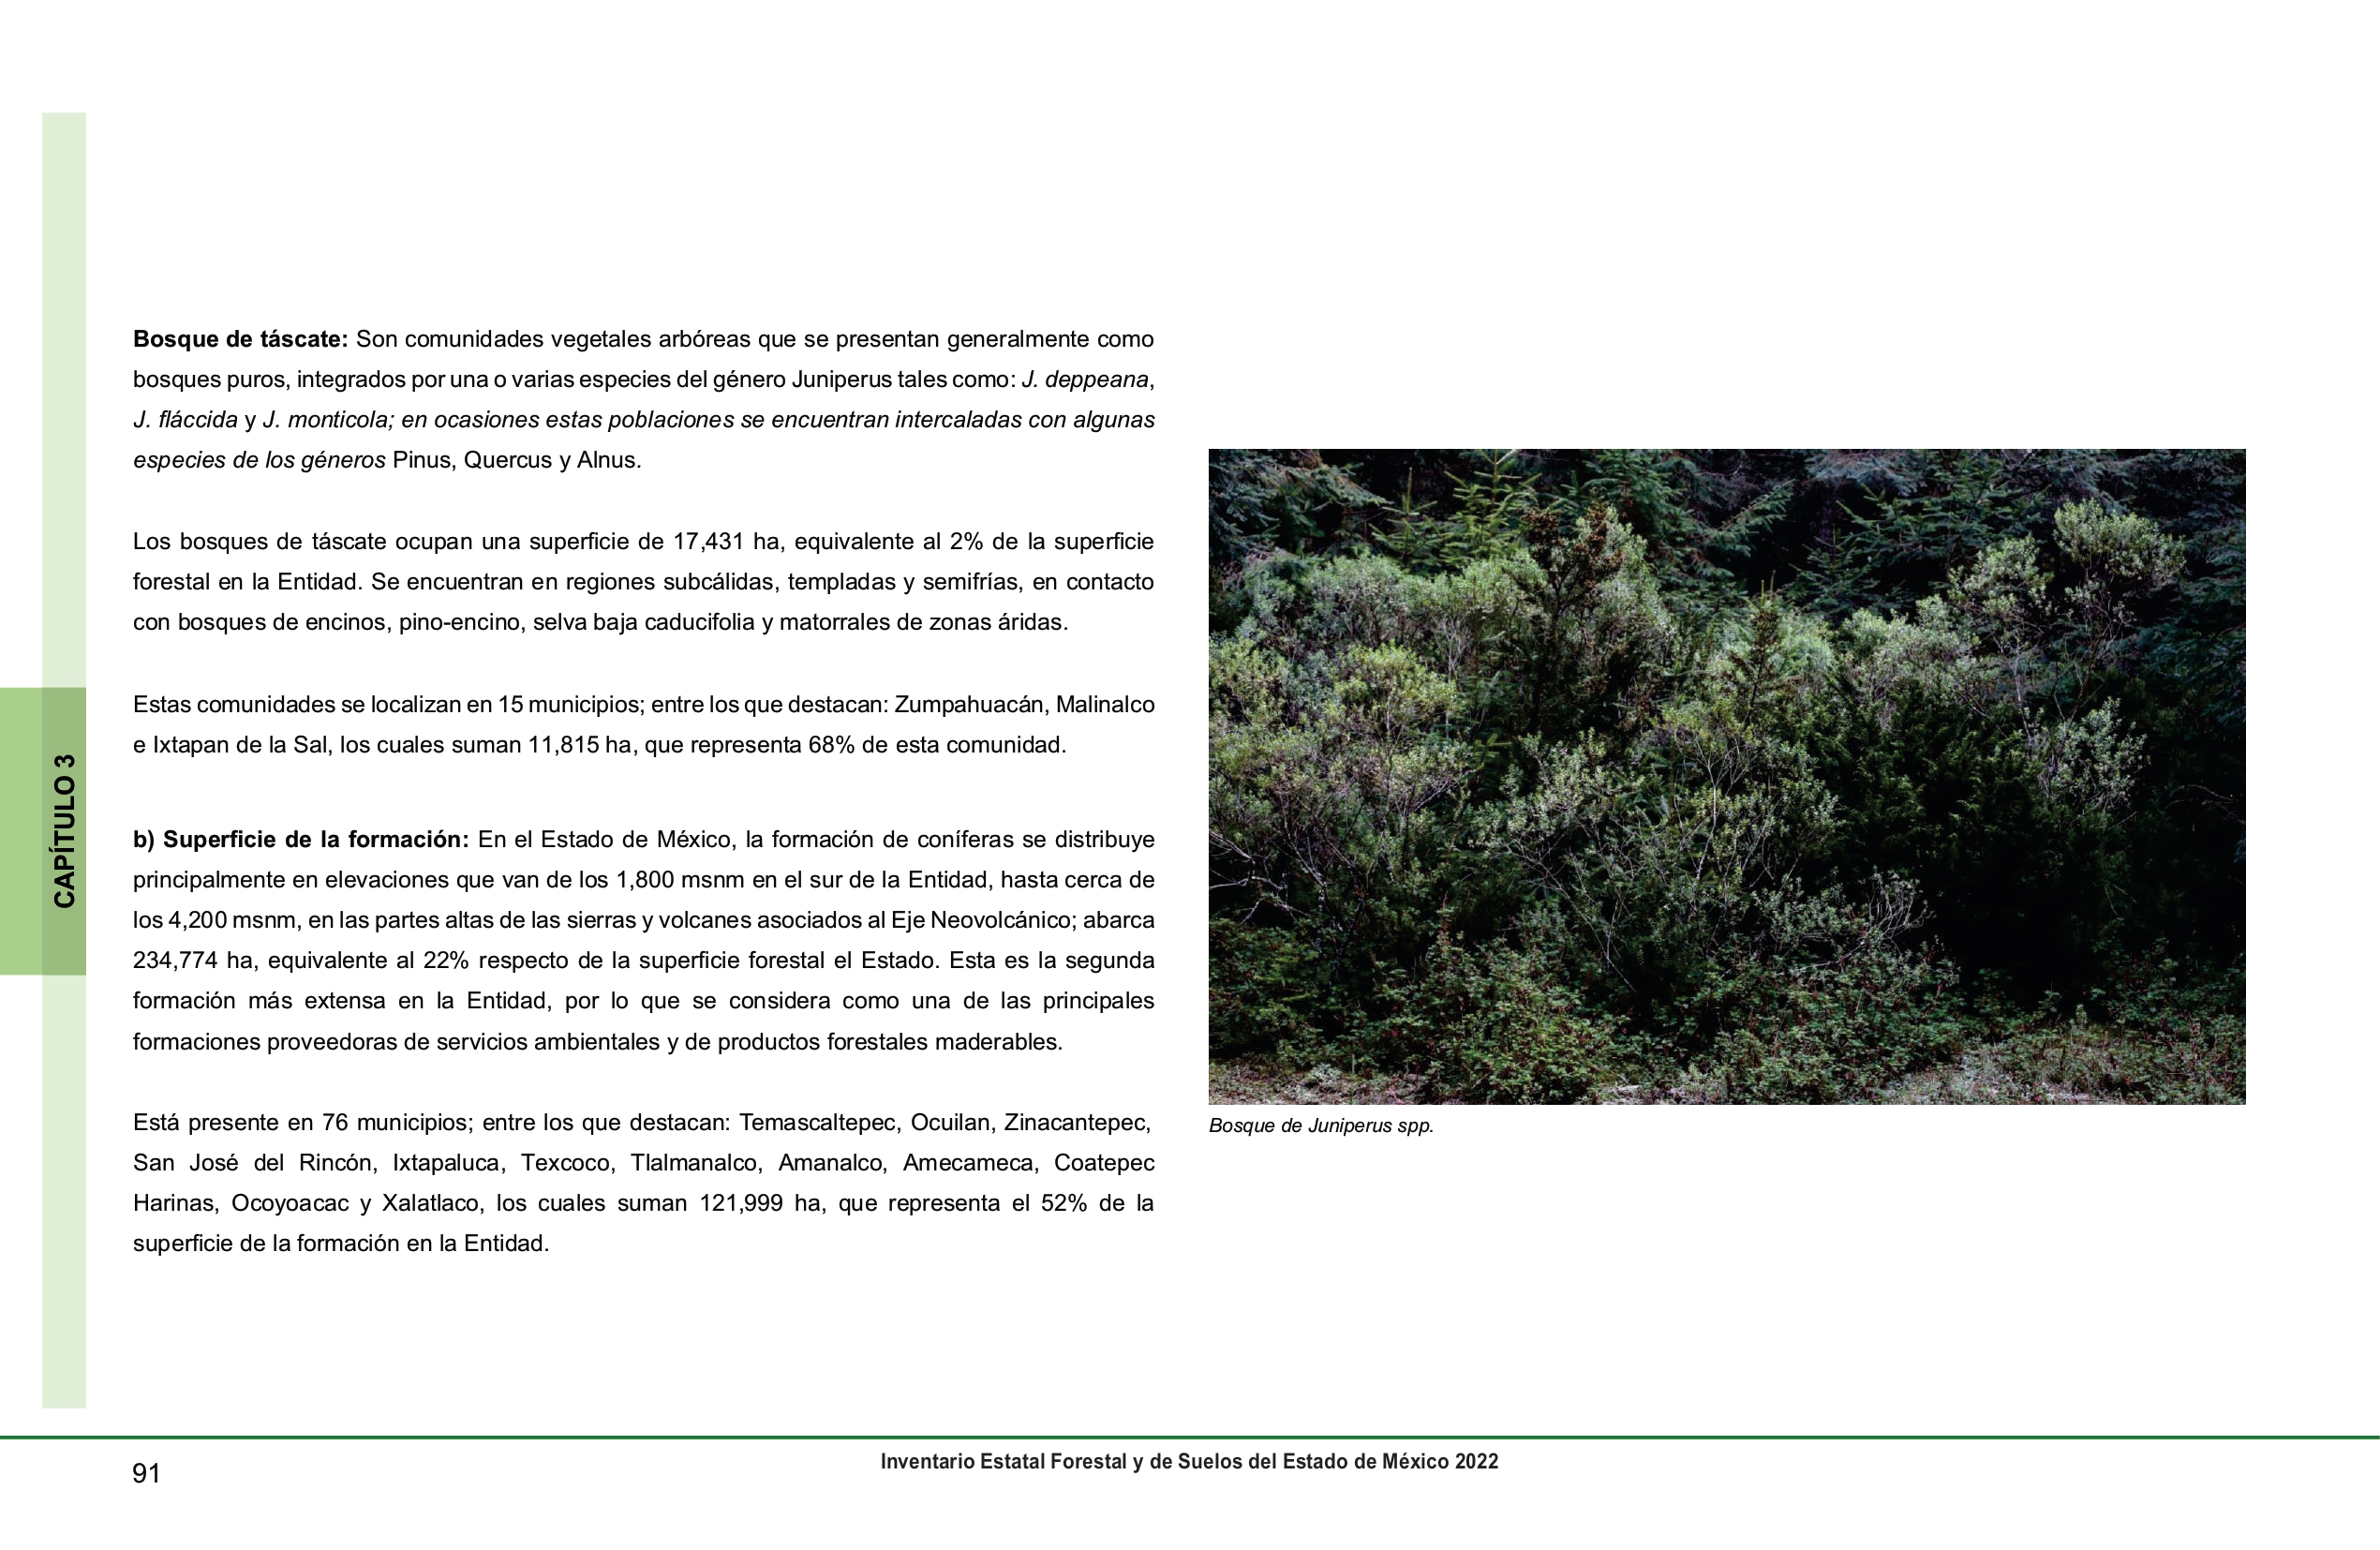 Bosque de táscate: Son comunidades vegetales arbóreas que se presentan generalmente como
bosques puros, integrados por una o varias especies del género Juniperus tales como: J. deppeana,
J. fláccida y J. monticola; en ocasiones estas poblaciones se encuentran intercaladas con algunas
especies de los géneros Pinus, Quercus y Alnus.
Los bosques de táscate ocupan una superficie de 17,431 ha, equivalente al 2% de la superficie
forestal en la Entidad. Se encuentran en regiones subcálidas, templadas y semifrías, en contacto
con bosques de encinos, pino-encino, selva baja caducifolia y matorrales de zonas áridas.
Estas comunidades se localizan en 15 municipios; entre los que destacan: Zumpahuacán, Malinalco
e Ixtapan de la Sal, los cuales suman 11,815 ha, que representa 68% de esta comunidad.
b) Superficie de la formación: En el Estado de México, la formación de coníferas se distribuye
principalmente en elevaciones que van de los 1,800 msnm en el sur de la Entidad, hasta cerca de
los 4,200 msnm, en las partes altas de las sierras y volcanes asociados al Eje Neovolcánico; abarca
234,774 ha, equivalente al 22% respecto de la superficie forestal el Estado. Esta es la segunda
formación más extensa en la Entidad, por lo que se considera como una de las principales
formaciones proveedoras de servicios ambientales y de productos forestales maderables.
Está presente en 76 municipios; entre los que destacan: Temascaltepec, Ocuilan, Zinacantepec,
San José del Rincón, Ixtapaluca, Texcoco, Tlalmanalco, Amanalco, Amecameca, Coatepec
Harinas, Ocoyoacac y Xalatlaco, los cuales suman 121,999 ha, que representa el 52% de la
superficie de la formación en la Entidad.
Bosque de Juniperus spp.
CAPÍTULO 3
91
Inventario Estatal Forestal y de Suelos del Estado de México 2022